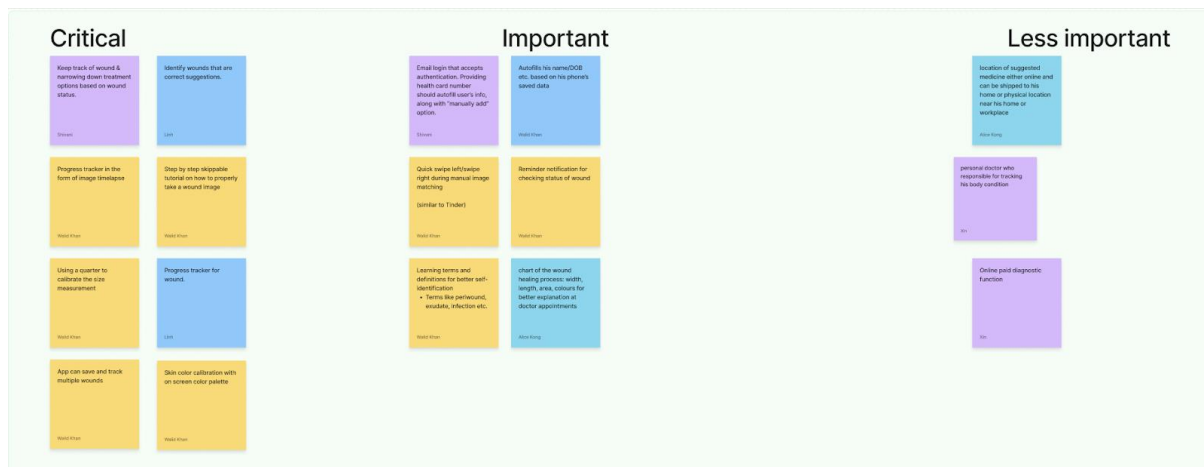 Critical
Important
Less important
Keep track of wound &
narrowing down treatment
options based on wound
status.
Shivani
Identify wounds that are
correct suggestions.
Linh
Email login that accepts
authentication. Providing
health card number
should autofill user's info,
along with "manually add"
option.
Shivani
Autofills his name/DOB
etc. based on his phone's
saved data
Walid Khan
location of suggested
medicine either online and
can be shipped to his
home or physical location
near his home or
workplace
Alice Kong
Progress tracker in the
form of image timelapse
Walid Khan
Step by step skippable
tutorial on how to properly
take a wound image
Walid Khan
Quick swipe left/swipe
right during manual image
matching
(similar to Tinder)
Walid Khan
Reminder notification for
checking status of wound
Walid Khan
personal doctor who
responsible for tracking
his body condition
Xin
Using a quarter to
calibrate the size
measurement
Walid Khan
Progress tracker for
wound.
Linh
Learning terms and
definitions for better self-
identification
• Terms like periwound,
exudate, infection etc.
Walid Khan
chart of the wound
healing process: width,
length, area, colours for
better explanation at
doctor appointments
Alice Kong
Online paid diagnostic
function
Xin
App can save and track
multiple wounds
Walid Khan
Skin color calibration with
on screen color palette
Walid Khan